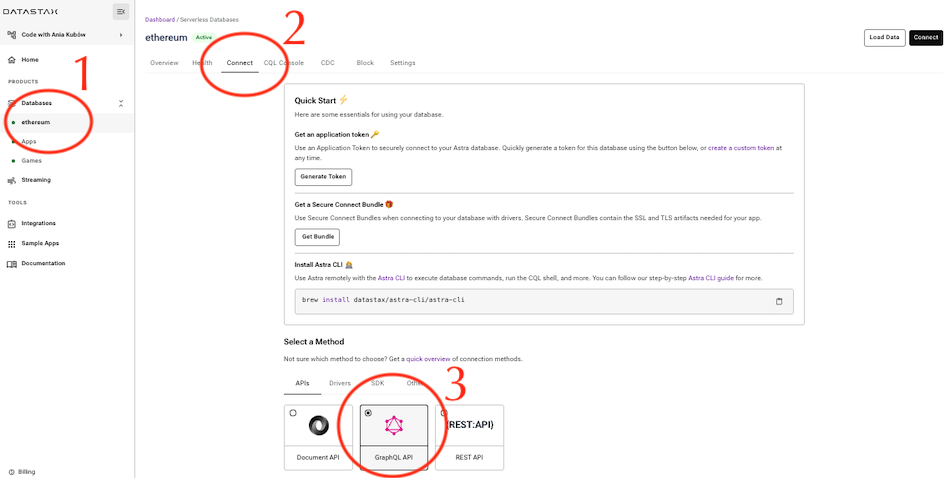 DATASTAX
Code with Ania Kubów
Home
PRODUCTS
Databases
ethereum
Apps
Games
Streaming
TOOLS
Integrations
Sample Apps
Documentation
Billing
1
Dashboard / Serverless Databases
ethereum Active
Load Data Connect
2
Overview Health Connect CQL Console CDC Block Settings
Quick Start ⚡
Here are some essentials for using your database.
Get an application token 🔑
Use an Application Token to securely connect to your Astra database. Quickly generate a token for this database using the button below, or create a custom token at
any time.
Generate Token
Get a Secure Connect Bundle 🎁
Use Secure Connect Bundles when connecting to your database with drivers. Secure Connect Bundles contain the SSL and TLS artifacts needed for your app.
Get Bundle
Install Astra CLI
Use Astra remotely with the Astra CLI to execute database commands, run the CQL shell, and more. You can follow our step-by-step Astra CLI guide for more.
brew install datastax/astra-cli/astra-cli
Select a Method
Not sure which method to choose? Get a quick overview of connection methods.
3
APIs Drivers SDK Othe
{REST:API}
Document API GraphQL API REST API